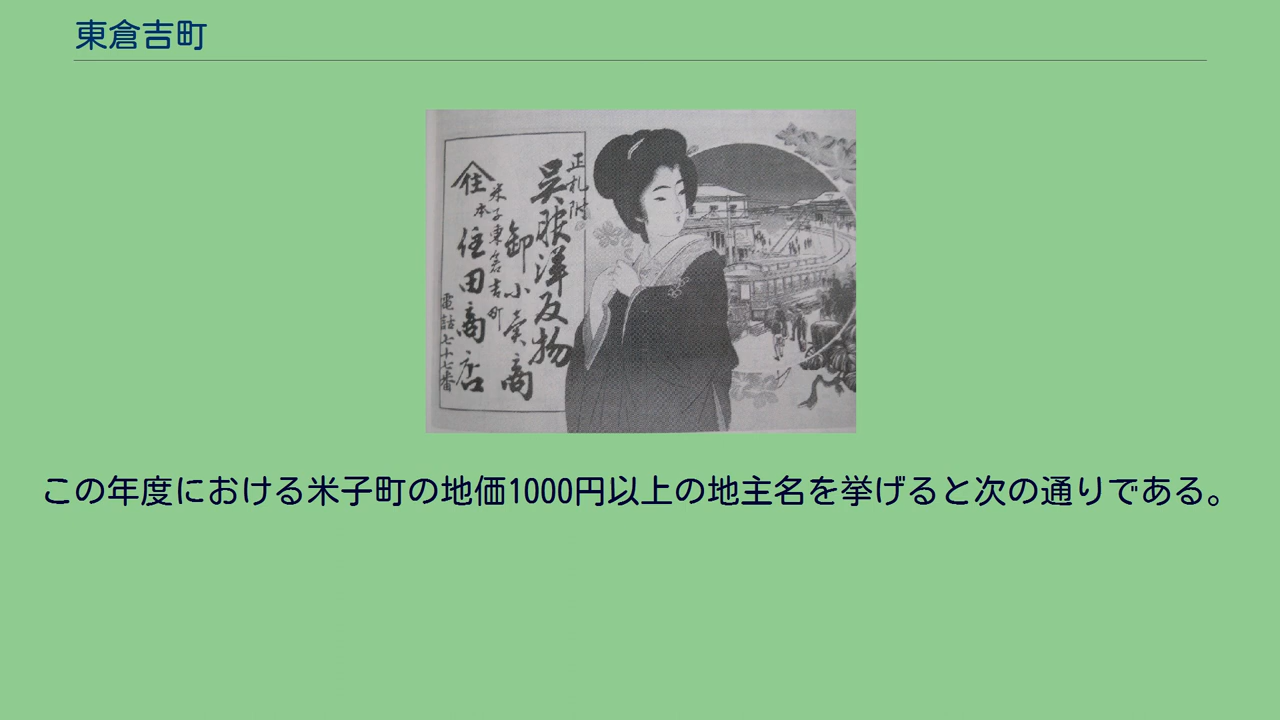 東倉吉町
正札附
呉服洋反物
卸小売商
米子東倉吉町
住
本
住田商店
電話七十七番
この年度における米子町の地価1000円以上の地主名を挙げると次の通りである。